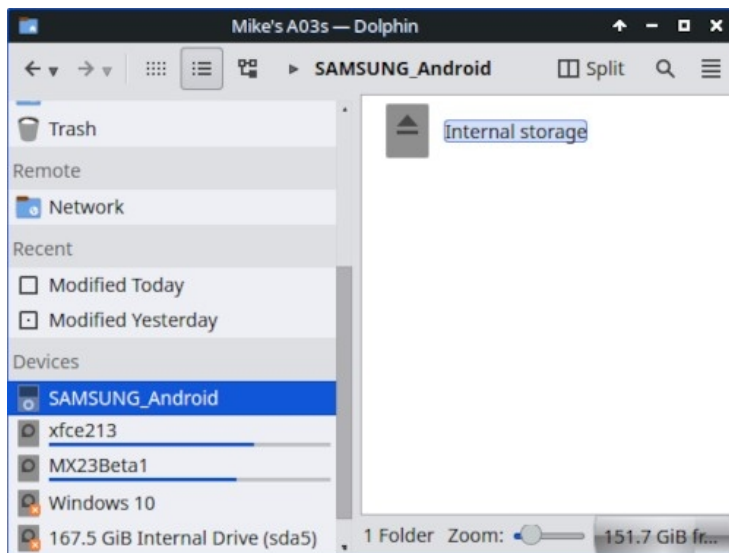 Mike's A03s — Dolphin
SAMSUNG_Android
Split
Trash
Remote
Network
Recent
Modified Today
Modified Yesterday
Devices
SAMSUNG_Android
xfce213
MX23Beta1
Windows 10
167.5 GiB Internal Drive (sda5)
Internal storage
1 Folder Zoom: 151.7 GiB fr...